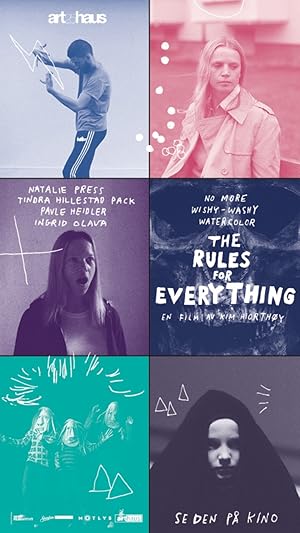 art haus
NATALIE PRESS
TINDRA HILLESTAD PACK
PAVLE HEIDLER
INGRID OLAVA
NO MORE
WISHY-WASHY
WATERCOLOR
THE
RULES
FOR
EVERYTHING
EN FILM AV KIM HIORTHØY
MOTLYS
SE DEN PÅ KINO